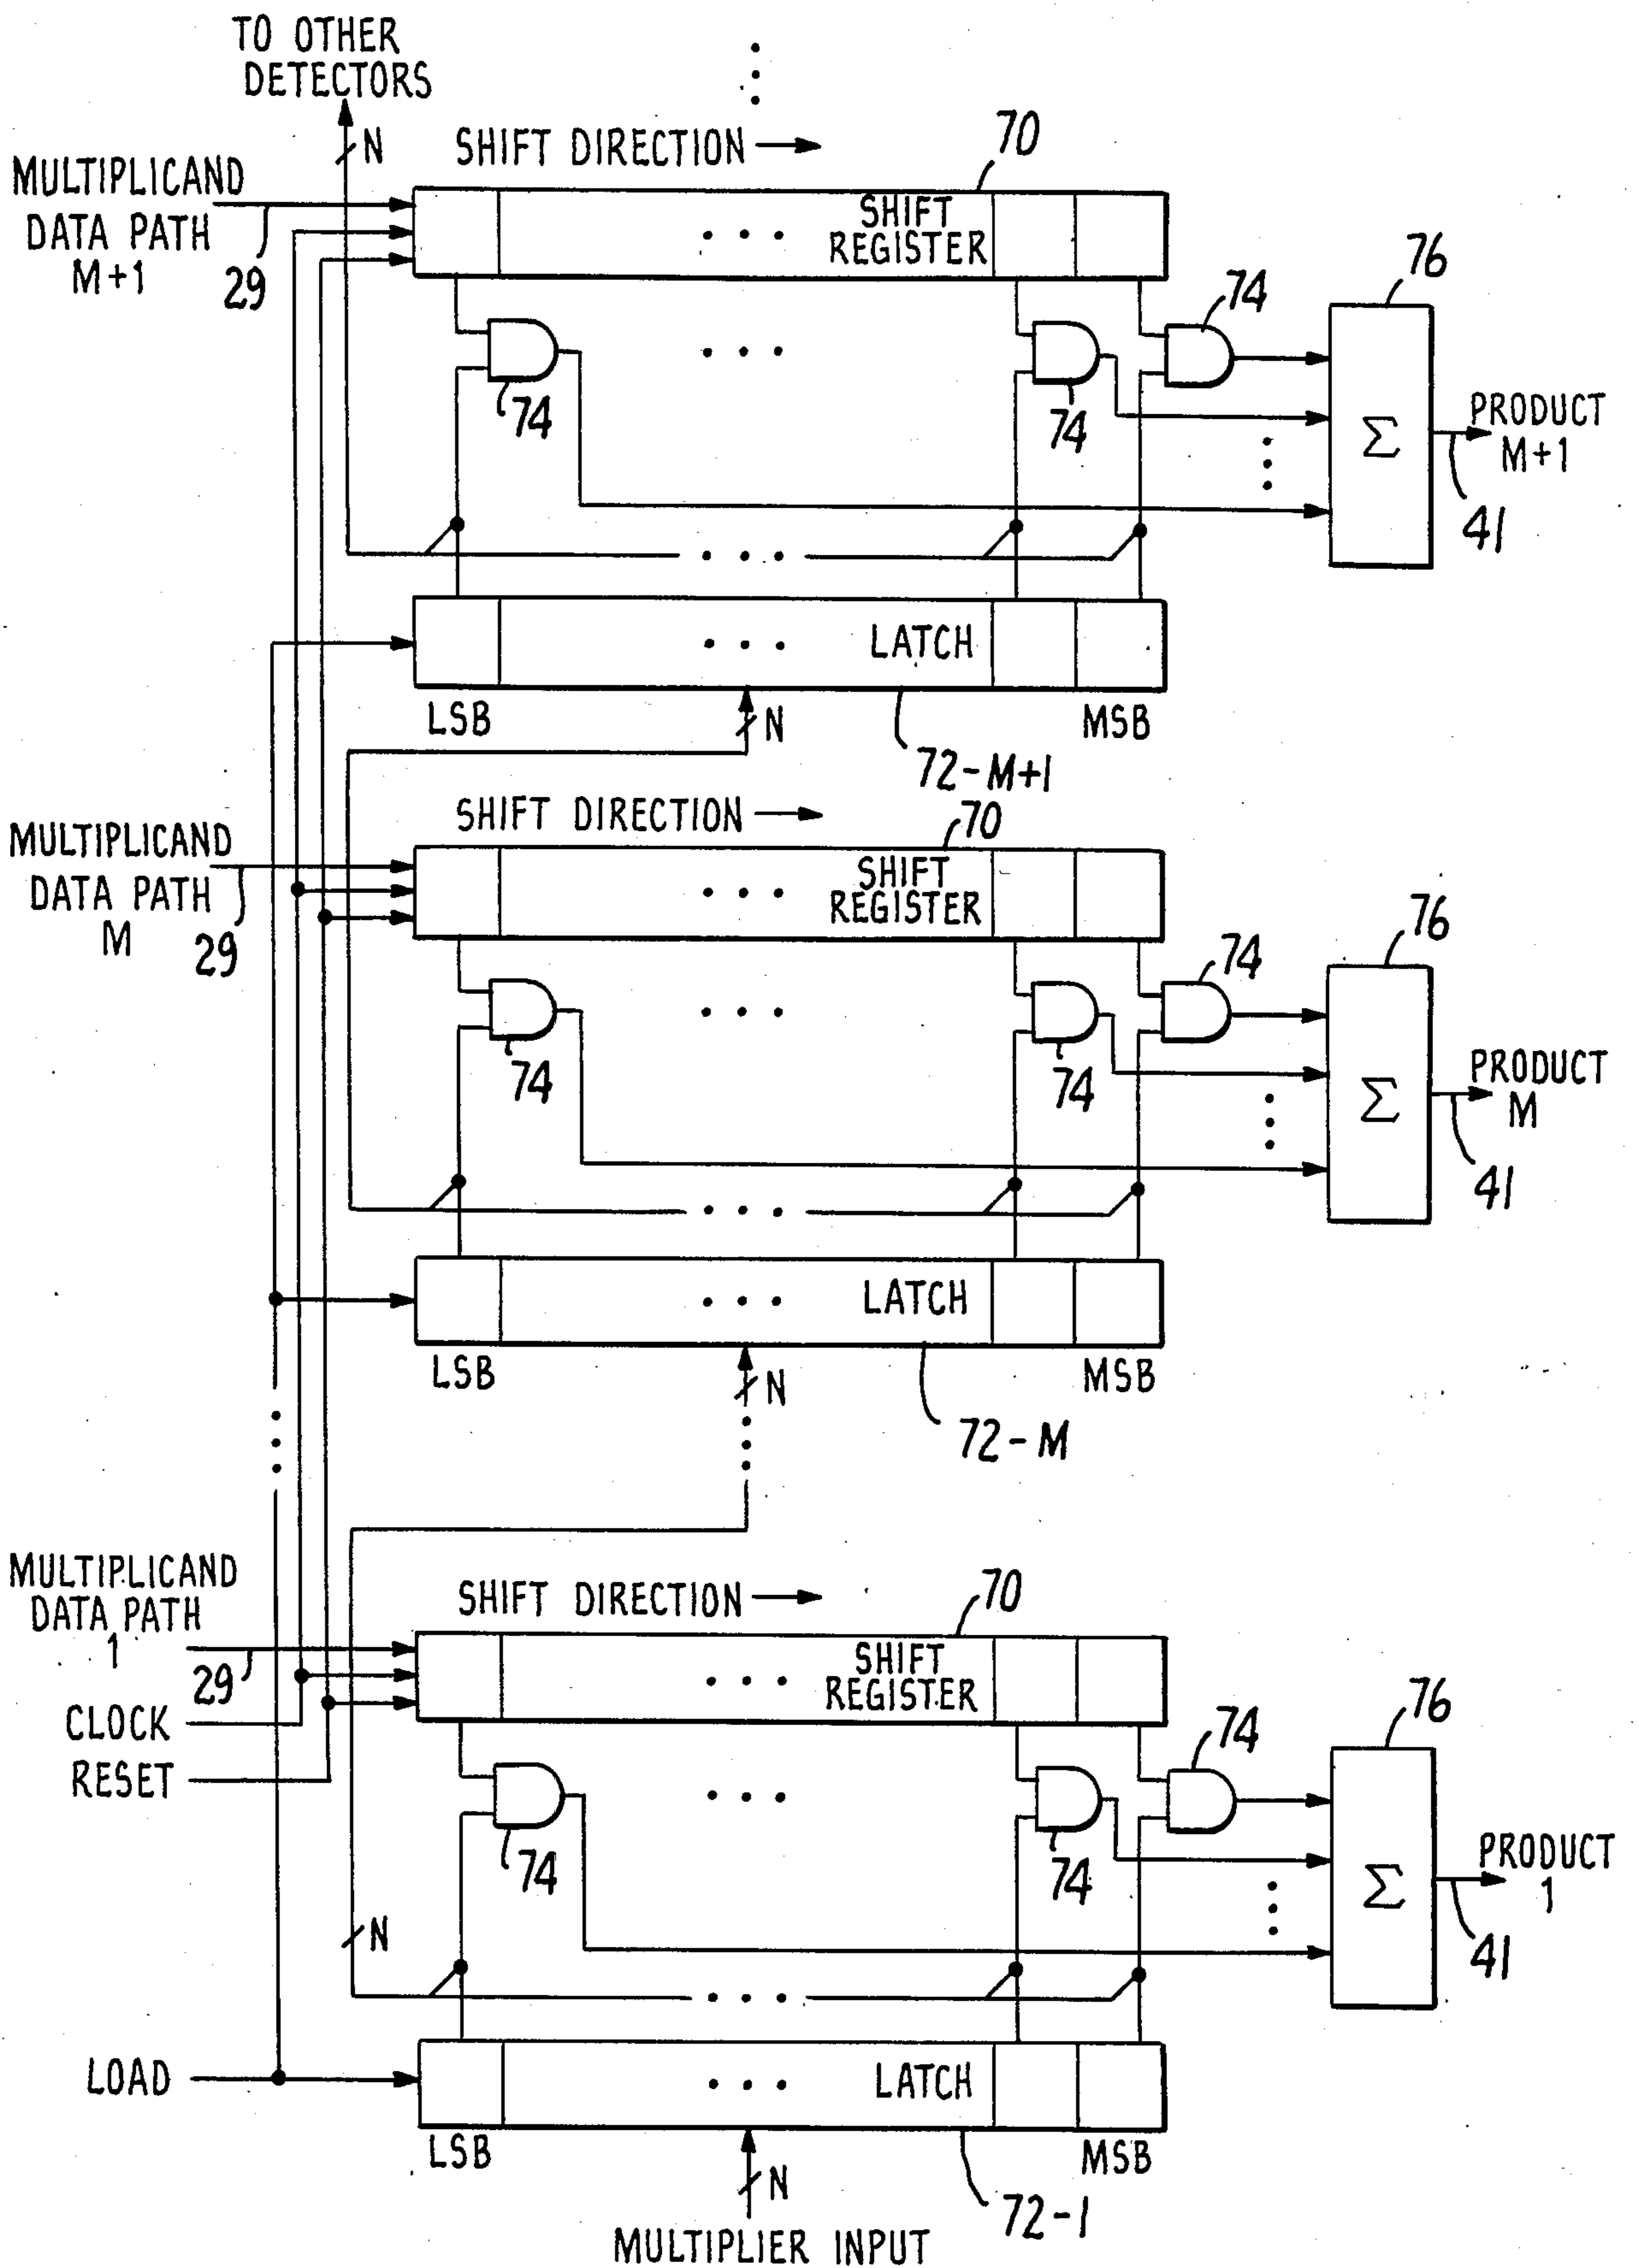 TO OTHER
DETECTORS
N
SHIFT DIRECTION
70
MULTIPLICAND
DATA PATH
M+1
29
SHIFT
REGISTER
76
74
74
74
Σ
PRODUCT
M+1
41
LATCH
LSB
N
MSB
72-M+1
SHIFT DIRECTION
70
MULTIPLICAND
DATA PATH
M
29
SHIFT
REGISTER
76
74
74
74
Σ
PRODUCT
M
41
LATCH
LSB
N
MSB
72-M
MULTIPLICAND
DATA PATH
1
29
SHIFT DIRECTION
70
SHIFT
REGISTER
CLOCK
RESET
76
74
74
74
Σ
PRODUCT
1
41
N
LOAD
LATCH
LSB
N
MSB
72-1
MULTIPLIER INPUT